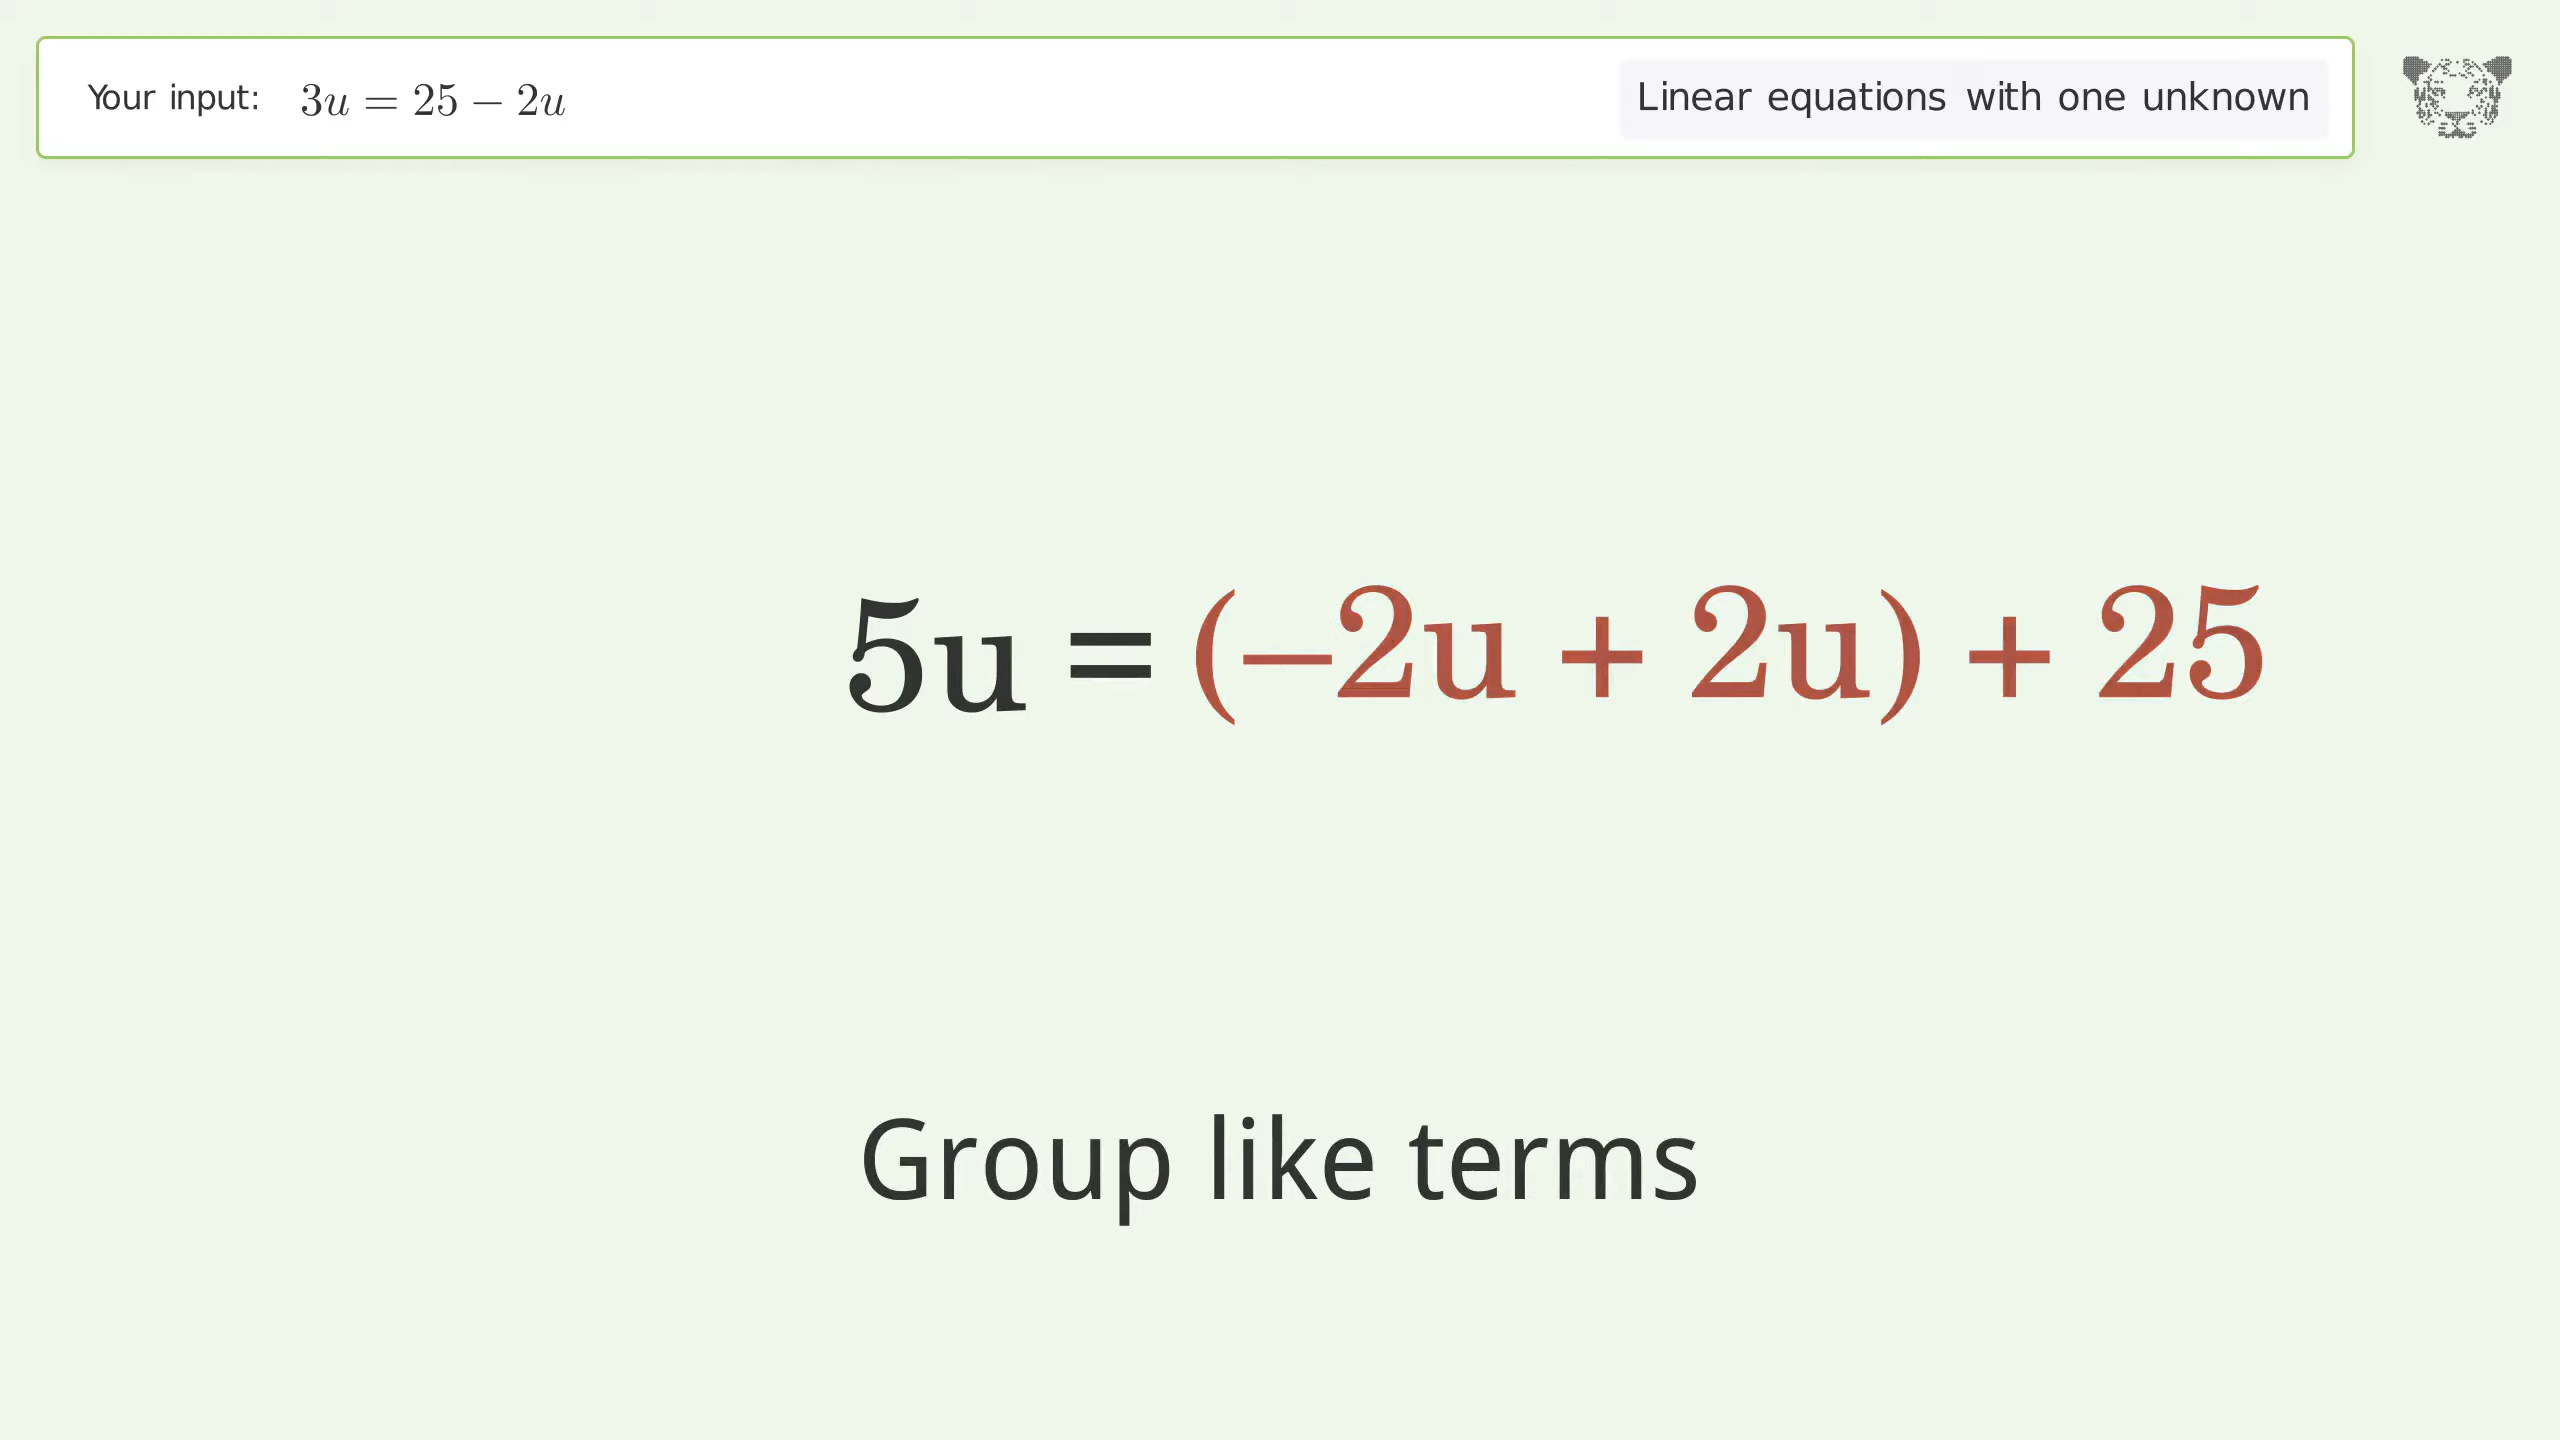 Your input: 3u = 25 − 2u Linear equations with one unknown
5u = (−2u + 2u) + 25
Group like terms